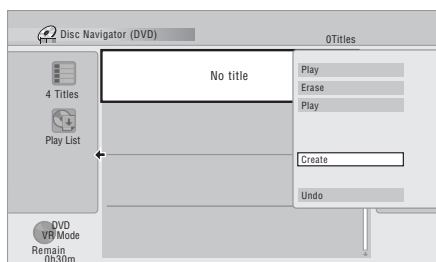 Disc Navigator (DVD)
0Titles
4 Titles
Play List
No title
Play
Erase
Play
Create
Undo
DVD
VR Mode
Remain
0h30m